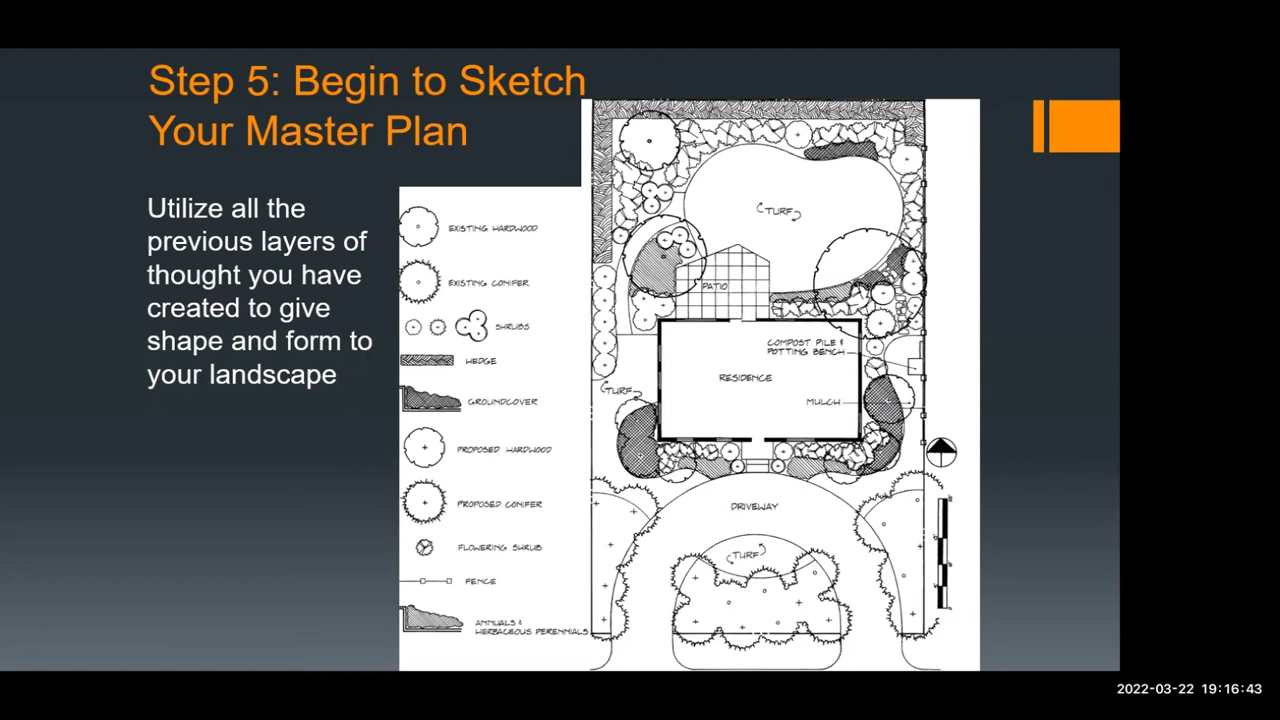 Step 5: Begin to Sketch
Your Master Plan
Utilize all the
previous layers of
thought you have
created to give
shape and form to
your landscape
EXISTING HARDWOOD
EXISTING CONIFER
SHRUBS
HEDGE
GROUNDCOVER
PROPOSED HARDWOOD
PROPOSED CONIFER
FLOWERING SHRUB
FENCE
ANNUALS &
HERBACEOUS PERENNIALS
TURF
PATIO
COMPOST PILE &
POTTING BENCH
RESIDENCE
TURF
MULCH
DRIVEWAY
TURF
2022-03-22 19:16:43